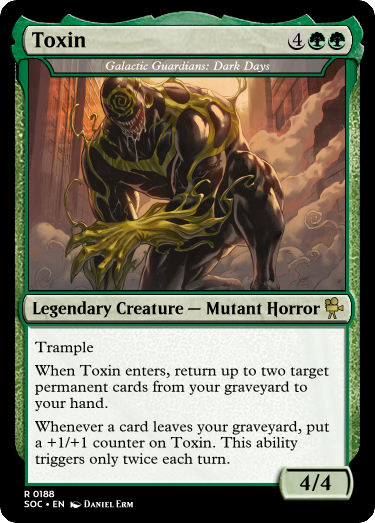 Toxin 4
Galactic Guardians: Dark Days
Legendary Creature — Mutant Horror
Trample
When Toxin enters, return up to two target
permanent cards from your graveyard to
your hand.
Whenever a card leaves your graveyard, put
a +1/+1 counter on Toxin. This ability
triggers only twice each turn.
4/4
R 0188
SOC • EN Daniel Erm